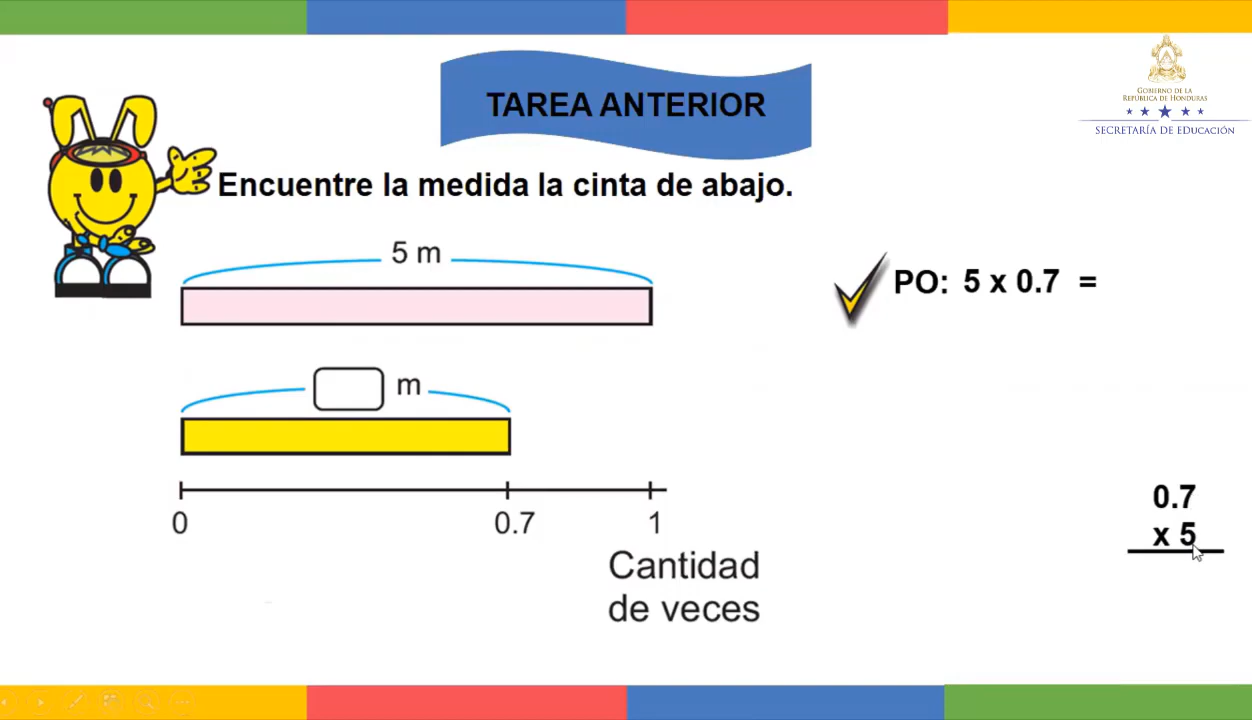 GOBIERNO DE LA
REPÚBLICA DE HONDURAS
SECRETARÍA DE EDUCACIÓN
TAREA ANTERIOR
Encuentre la medida la cinta de abajo.
5 m
PO: 5 x 0.7 =
m
0 0.7 1
Cantidad
de veces
0.7
x 5